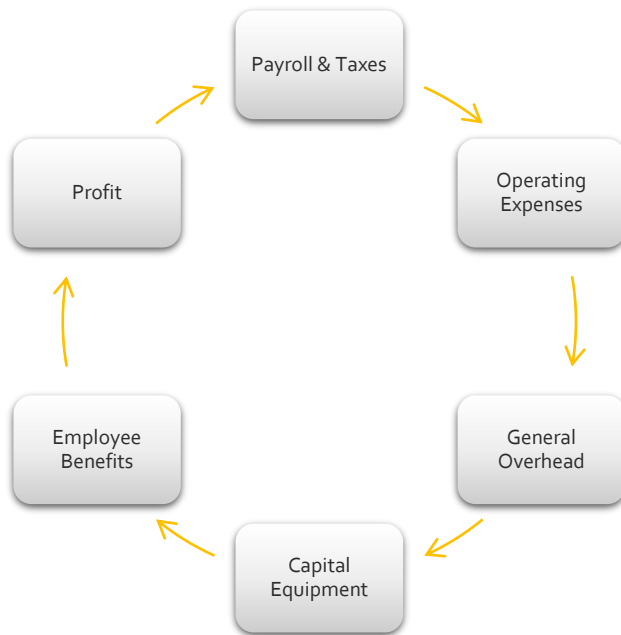 Payroll & Taxes
Operating
Expenses
General
Overhead
Capital
Equipment
Employee
Benefits
Profit